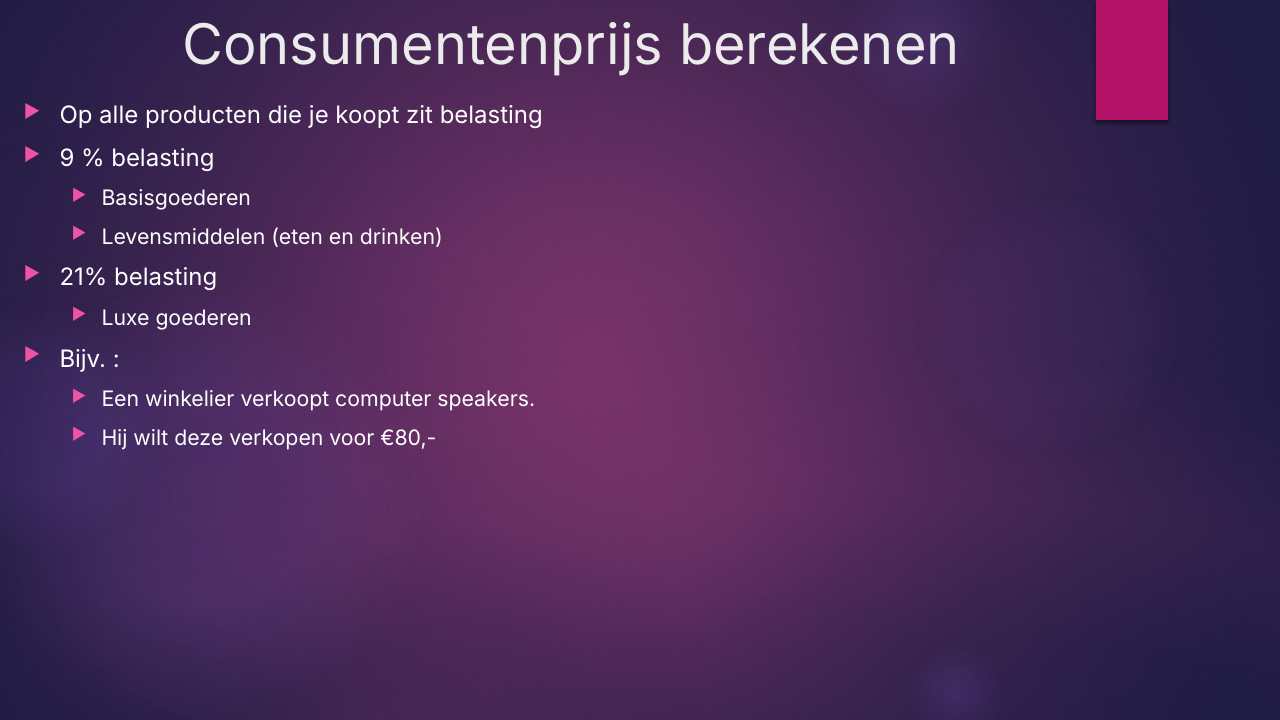 Consumentenprijs berekenen
Op alle producten die je koopt zit belasting
9 % belasting
Basisgoederen
Levensmiddelen (eten en drinken)
21% belasting
Luxe goederen
Bijv. :
Een winkelier verkoopt computer speakers.
Hij wilt deze verkopen voor €80,-